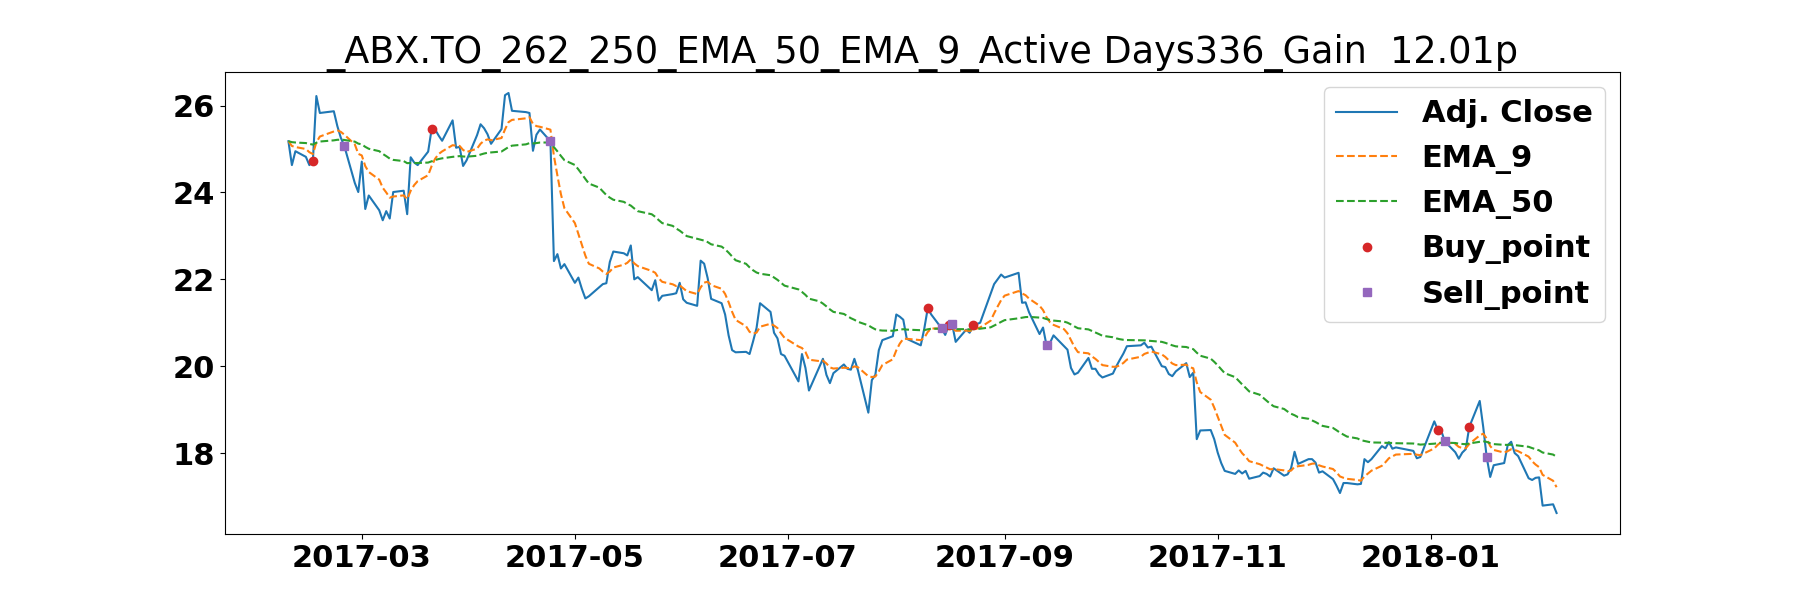 _ABX.TO_262_250_EMA_50_EMA_9_Active Days336_Gain  12.01p
26
24
22
20
18
2017-03 2017-05 2017-07 2017-09 2017-11 2018-01
Adj. Close
EMA_9
EMA_50
Buy_point
Sell_point